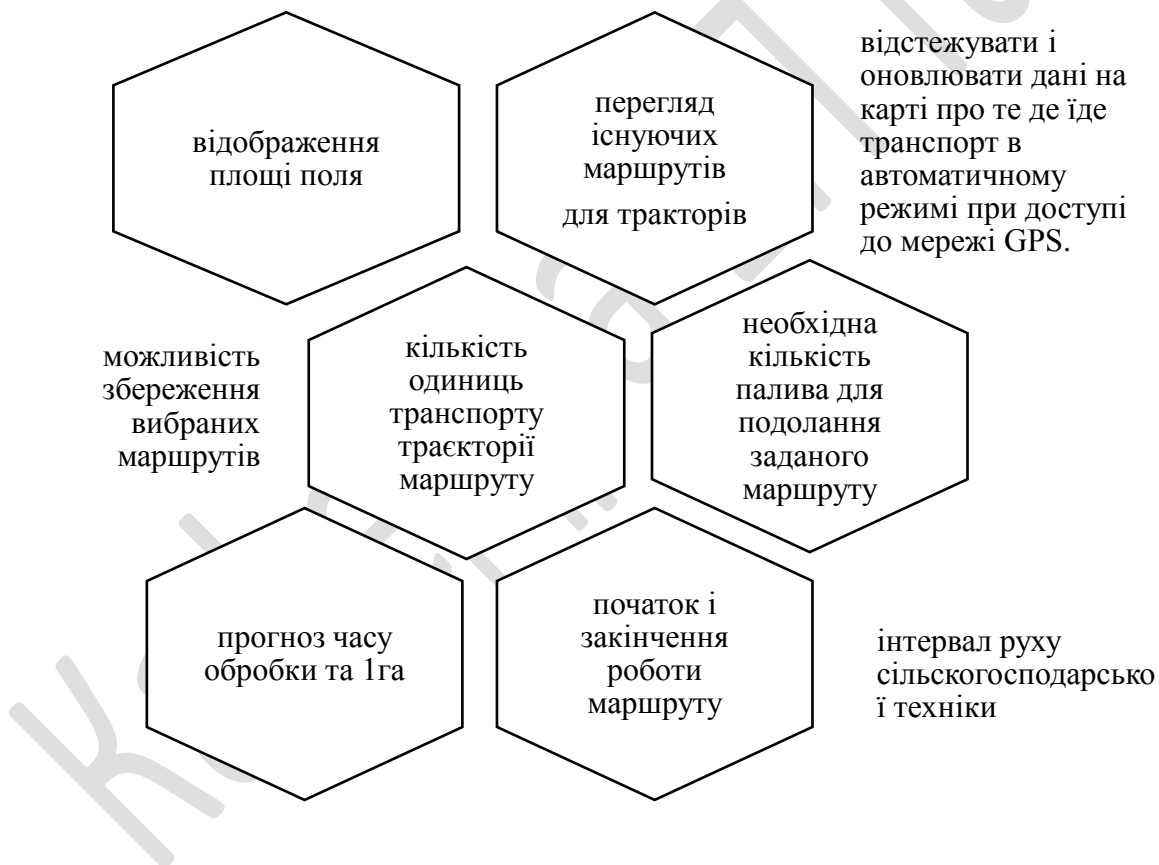 відображення
площі поля
перегляд
існуючих
маршрутів
для тракторів
відстежувати і
оновлювати дані на
карті про те де їде
транспорт в
автоматичному
режимі при доступі
до мережі GPS.
можливість
збереження
вибраних
маршрутів
кількість
одиниць
транспорту
траєкторії
маршруту
необхідна
кількість
палива для
подолання
заданого
маршруту
прогноз часу
обробки та 1га
початок і
закінчення
роботи
маршруту
інтервал руху
сільскогосподарсько
ї техніки